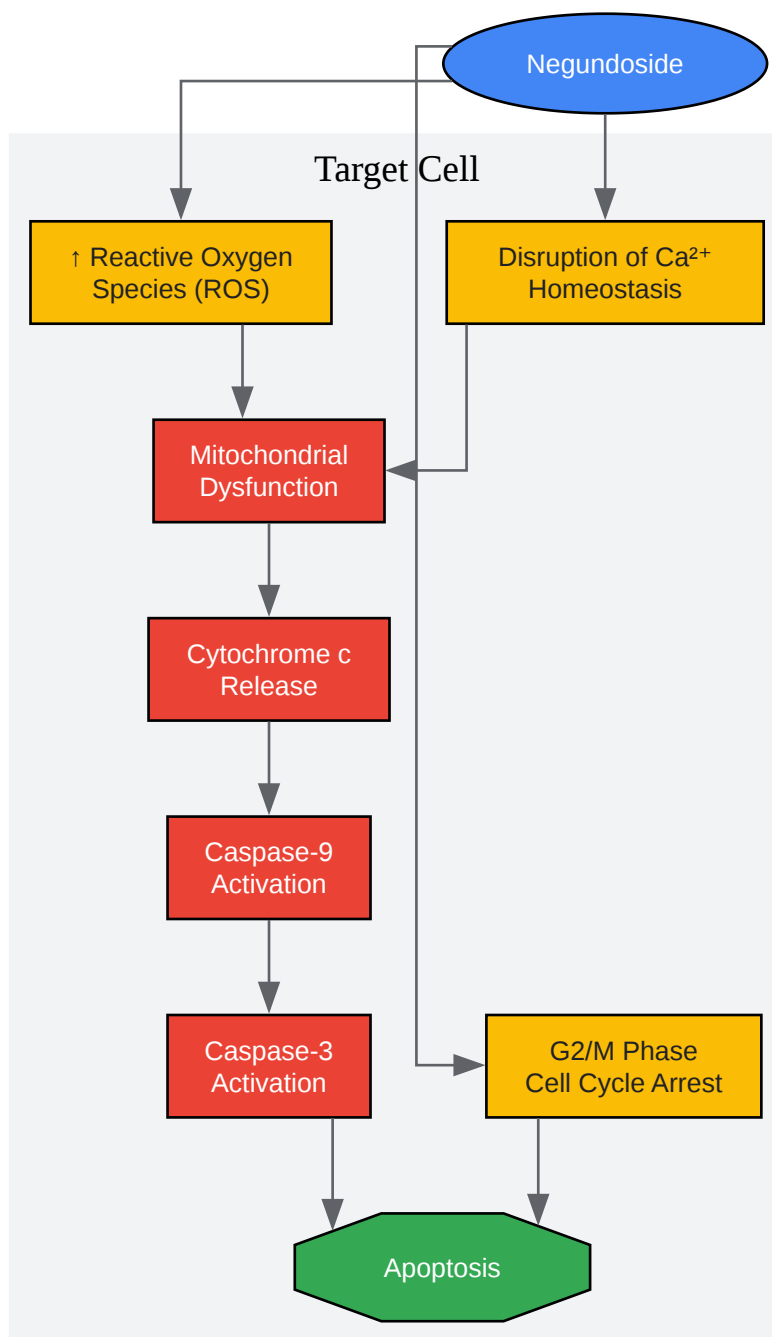 Negundoside
Target Cell
↑ Reactive Oxygen
Species (ROS)
Disruption of Ca²⁺
Homeostasis
Mitochondrial
Dysfunction
Cytochrome c
Release
Caspase-9
Activation
Caspase-3
Activation
G2/M Phase
Cell Cycle Arrest
Apoptosis